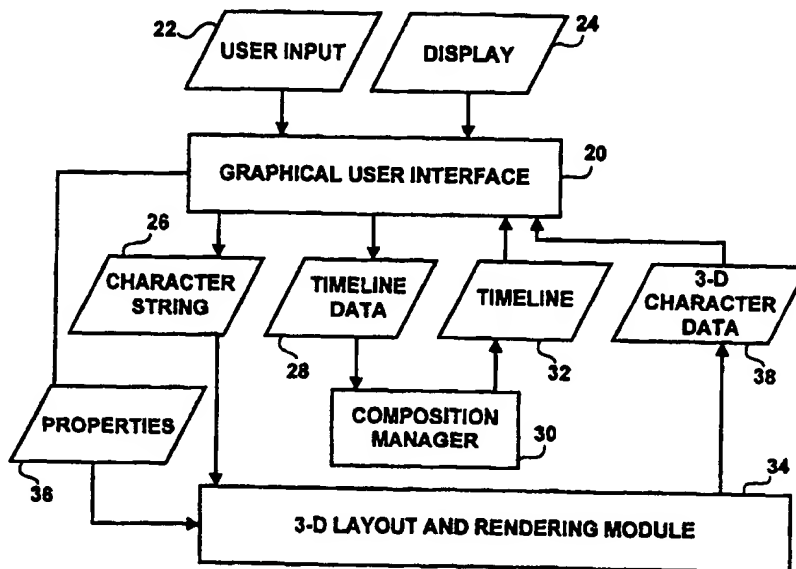 22
USER INPUT
DISPLAY
24
GRAPHICAL USER INTERFACE
20
26
CHARACTER
STRING
TIMELINE
DATA
28
TIMELINE
32
3-D
CHARACTER
DATA
38
PROPERTIES
36
COMPOSITION
MANAGER
30
34
3-D LAYOUT AND RENDERING MODULE